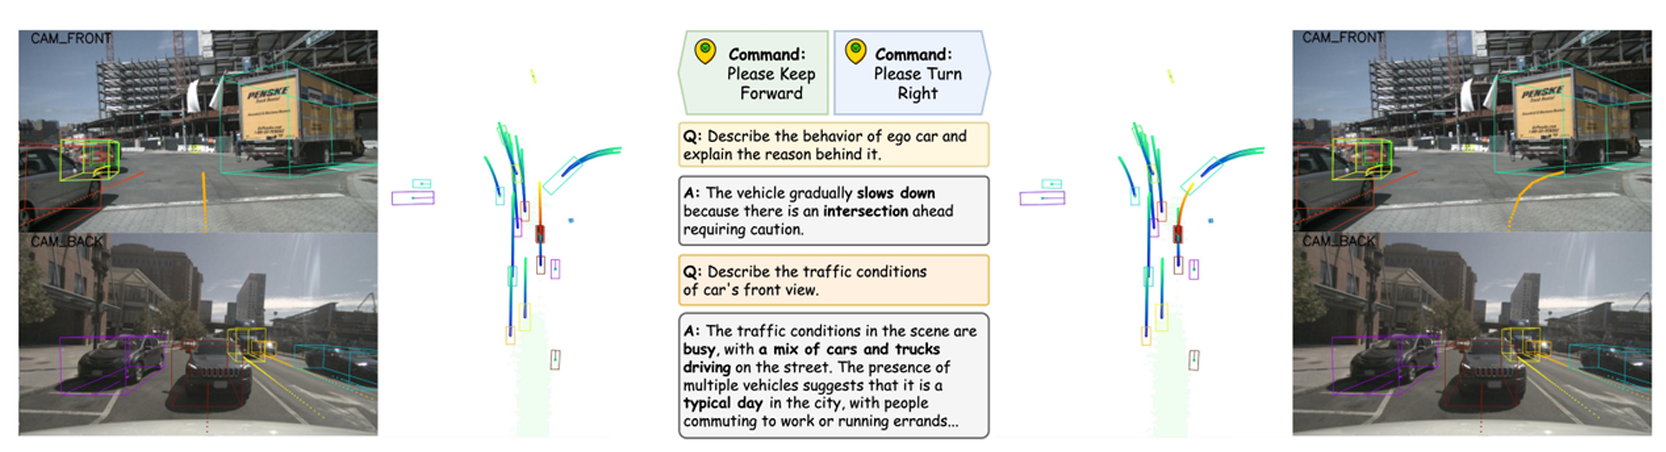 CAM_FRONT
PENSKE
Truck Rental
CAM_BACK
Command:
Please Keep
Forward
Command:
Please Turn
Right
Q: Describe the behavior of ego car and
explain the reason behind it.
A: The vehicle gradually slows down
because there is an intersection ahead
requiring caution.
Q: Describe the traffic conditions
of car's front view.
A: The traffic conditions in the scene are
busy, with a mix of cars and trucks
driving on the street. The presence of
multiple vehicles suggests that it is a
typical day in the city, with people
commuting to work or running errands...
CAM_FRONT
PENSKE
Truck Rental
CAM_BACK